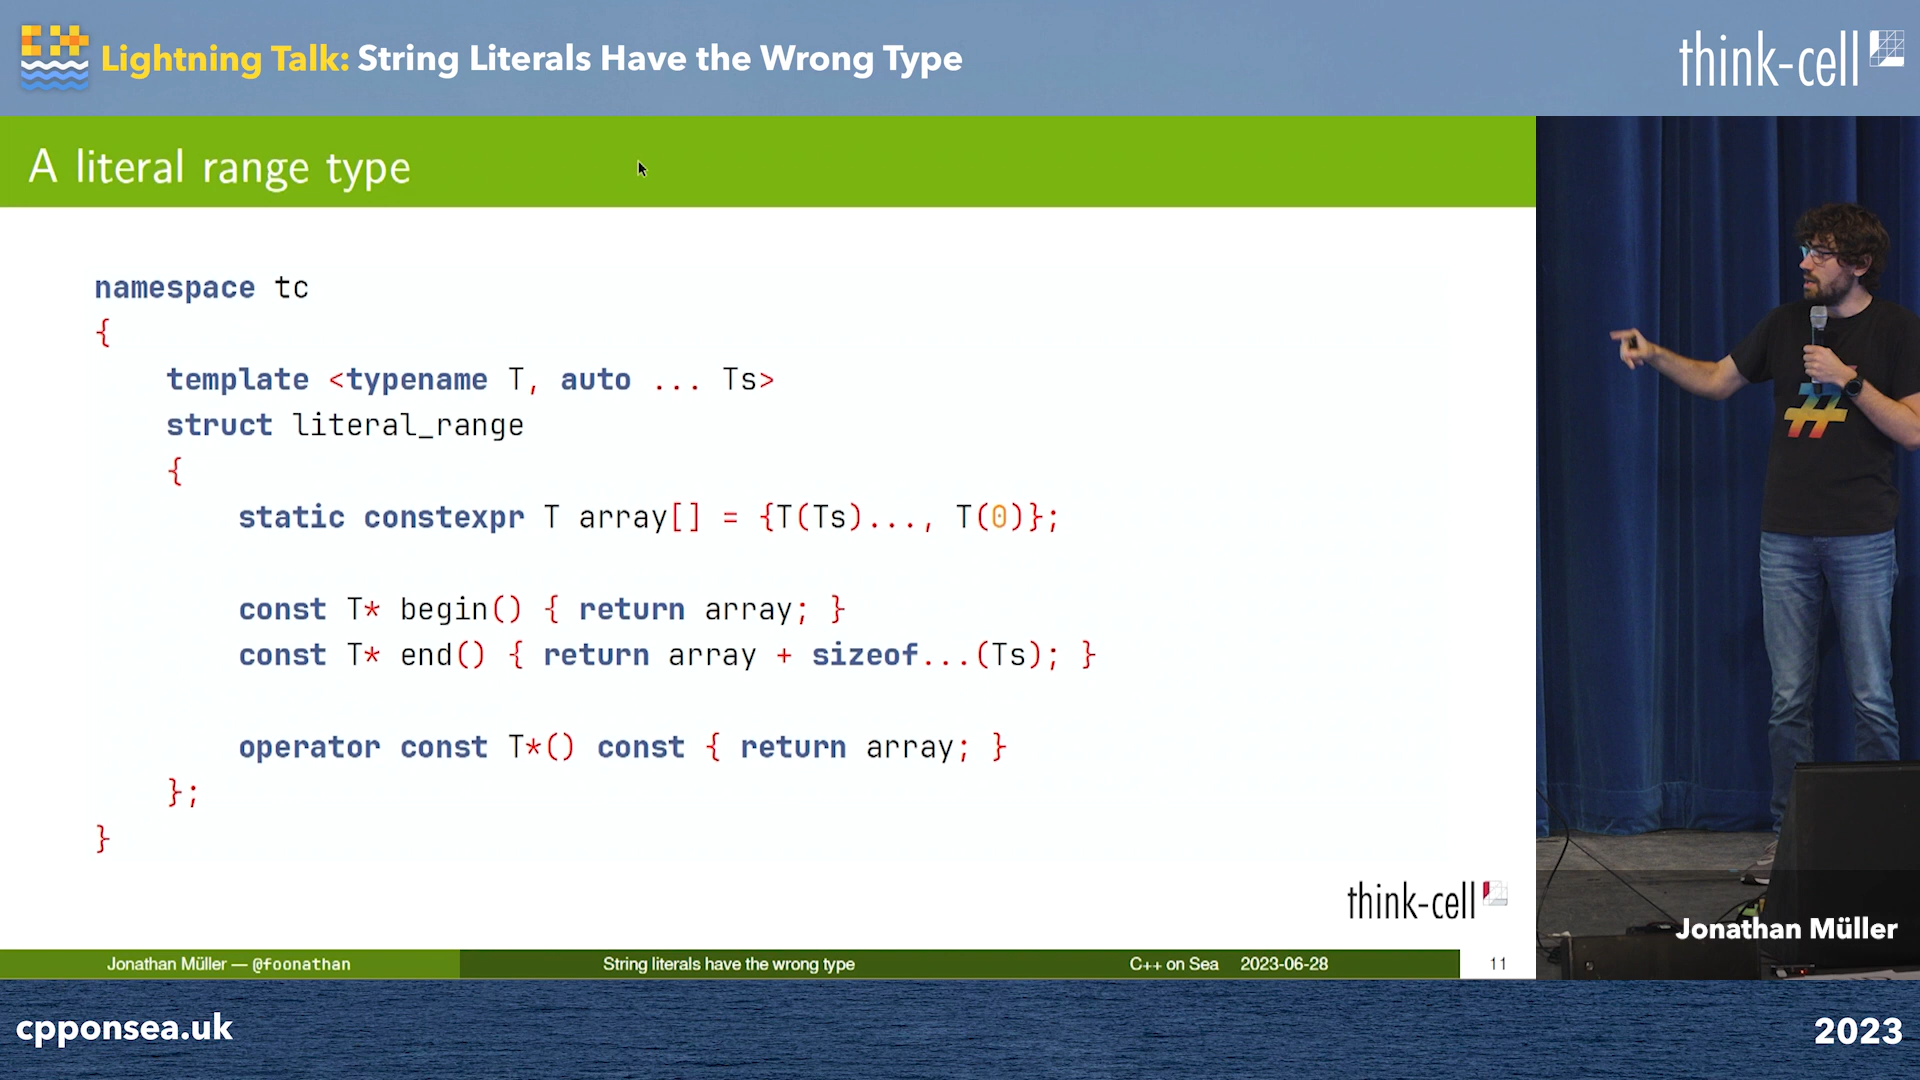 Lightning Talk: String Literals Have the Wrong Type
think-cell
A literal range type
namespace tc
{
template <typename T, auto ... Ts>
struct literal_range
{
static constexpr T array[] = {T(Ts)..., T(0)};
const T* begin() { return array; }
const T* end() { return array + sizeof...(Ts); }
operator const T*() const { return array; }
};
}
think-cell
Jonathan Müller — @foonathan
String literals have the wrong type
C++ on Sea 2023-06-28
11
#
Jonathan Müller
cpponsea.uk
2023